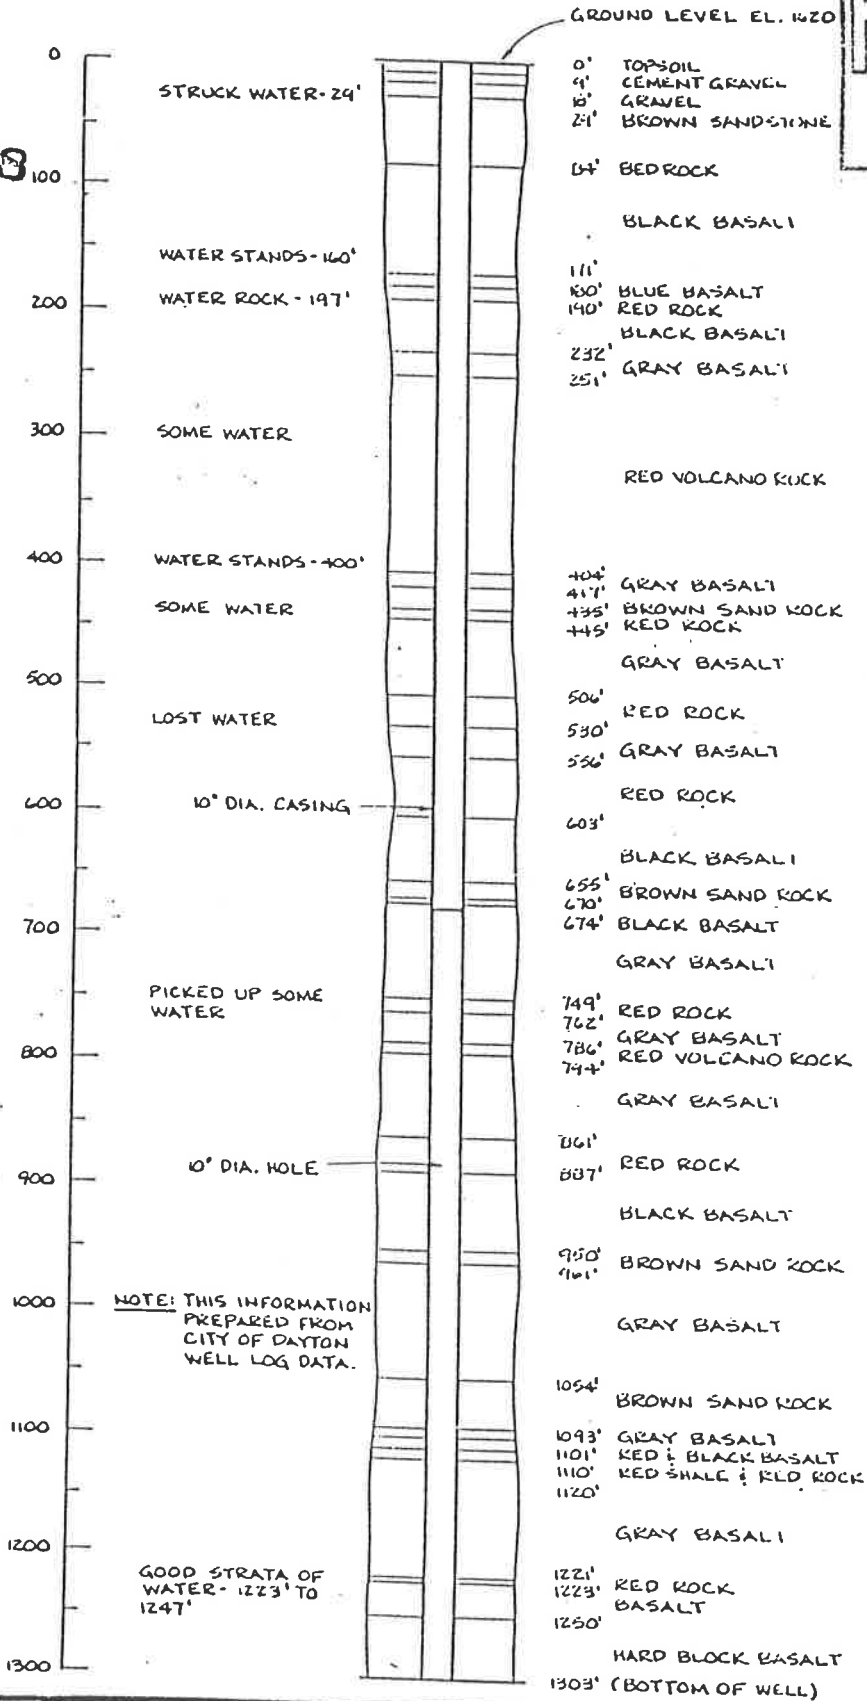 GROUND LEVEL EL. 1620
0
100
200
300
400
500
600
700
800
900
1000
1100
1200
1300
STRUCK WATER - 29'
WATER STANDS - 160'
WATER ROCK - 197'
SOME WATER
WATER STANDS - 400'
SOME WATER
LOST WATER
10" DIA. CASING
PICKED UP SOME
WATER
10" DIA. HOLE
NOTE: THIS INFORMATION
PREPARED FROM
CITY OF DAYTON
WELL LOG DATA.
GOOD STRATA OF
WATER - 1223' TO
1247'
0' TOPSOIL
9' CEMENT GRAVEL
18' GRAVEL
29' BROWN SANDSTONE
84' BEDROCK
BLACK BASALT
171'
180' BLUE BASALT
190' RED ROCK
BLACK BASALT
232'
GRAY BASALT
251'
RED VOLCANO ROCK
404'
GRAY BASALT
417'
435' BROWN SAND ROCK
445' RED ROCK
GRAY BASALT
506'
RED ROCK
530'
GRAY BASALT
556'
RED ROCK
603'
BLACK BASALT
655'
BROWN SAND ROCK
670'
674' BLACK BASALT
GRAY BASALT
749'
RED ROCK
762'
GRAY BASALT
786'
RED VOLCANO ROCK
794'
GRAY BASALT
861'
RED ROCK
887'
BLACK BASALT
950'
BROWN SAND ROCK
961'
GRAY BASALT
1054'
BROWN SAND ROCK
1093' GRAY BASALT
1101' RED & BLACK BASALT
1110' RED SHALE & RED ROCK
1120'
GRAY BASALT
1221'
1223' RED ROCK
BASALT
1250'
HARD BLOCK BASALT
1303' (BOTTOM OF WELL)